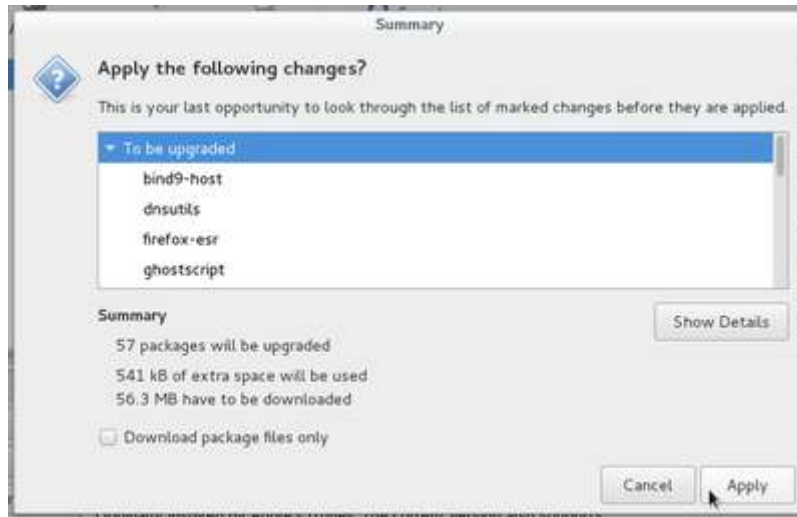 Summary
Apply the following changes?
This is your last opportunity to look through the list of marked changes before they are applied.
To be upgraded
bind9-host
dnsutils
firefox-esr
ghostscript
Summary
Show Details
57 packages will be upgraded
541 kB of extra space will be used
56.3 MB have to be downloaded
Download package files only
Cancel
Apply